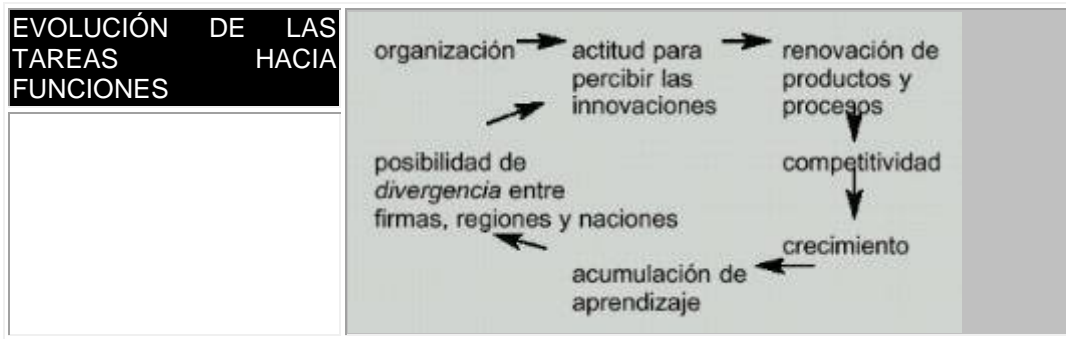 EVOLUCIÓN DE LAS
TAREAS HACIA
FUNCIONES
organización
actitud para
percibir las
innovaciones
renovación de
productos y
procesos
competitividad
crecimiento
acumulación de
aprendizaje
posibilidad de
divergencia entre
firmas, regiones y naciones